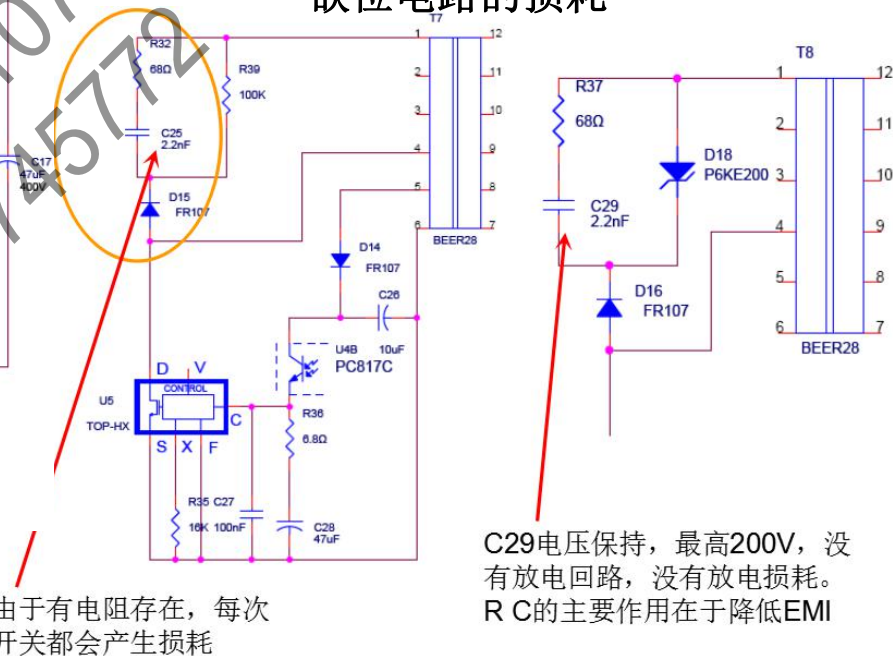 嵌位电路的损耗
T7
R32
68Ω
R39
100K
C25
2.2nF
C17
47uF
400V
D15
FR107
1
2
3
4
5
6
12
11
10
9
8
7
BEER28
D14
FR107
C26
10uF
U4B
PC817C
U5
TOP-HX
D V
CONTROL
C
S X F
R36
6.8Ω
R35
16K
C27
100nF
C28
47uF
由于有电阻存在，每次
开关都会产生损耗
T8
R37
68Ω
D18
P6KE200
C29
2.2nF
D16
FR107
1
2
3
4
5
6
12
11
10
9
8
7
BEER28
C29电压保持，最高200V，没
有放电回路，没有放电损耗。
R C的主要作用在于降低EMI
745772